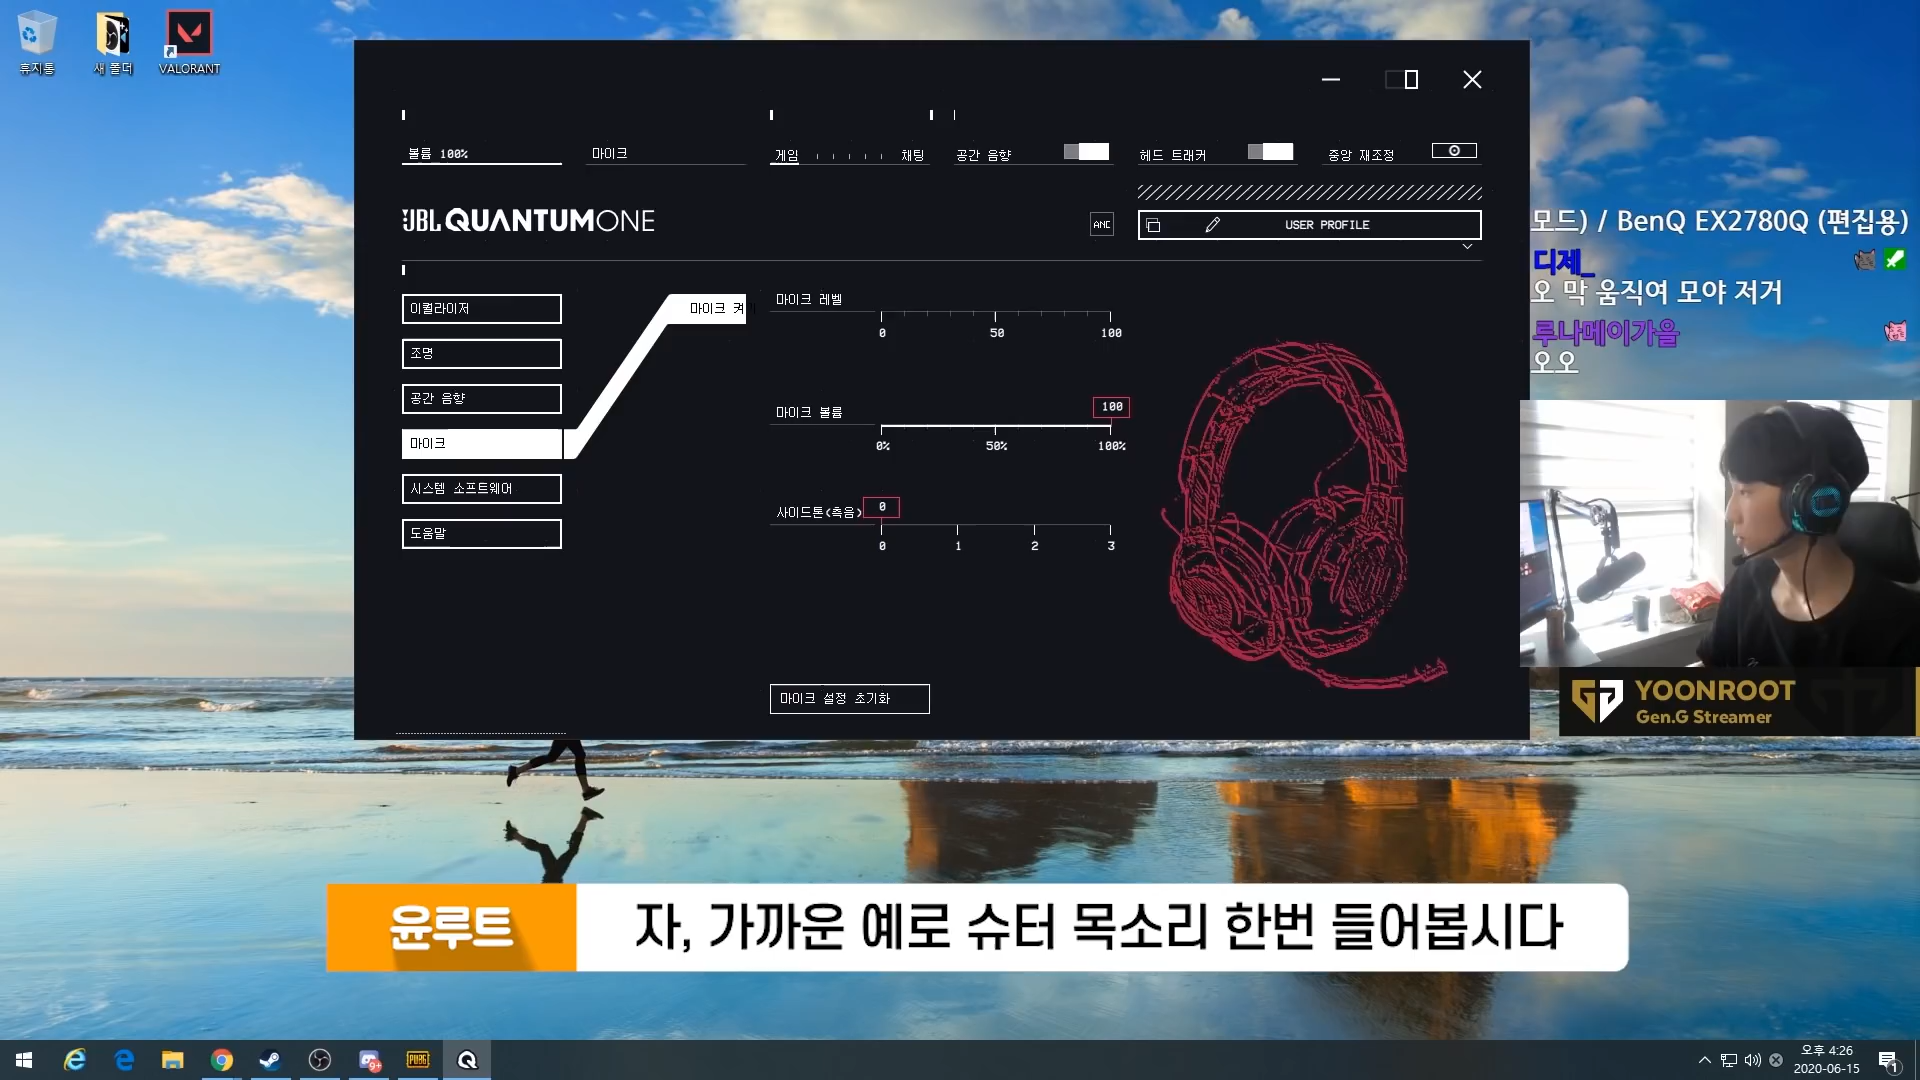 휴지통
새 폴더
VALORANT
볼륨 100%
마이크
게임
채팅
공간 음향
헤드 트래커
중앙 재조정
JBL QUANTUMONE
ANC
USER PROFILE
이퀄라이저
조명
공간 음향
마이크
시스템 소프트웨어
도움말
마이크 켜
마이크 레벨
0 50 100
마이크 볼륨
100
0% 50% 100%
사이드톤(측음)
0
0 1 2 3
마이크 설정 초기화
모드) / BenQ EX2780Q (편집용)
디제_
오 막 움직여 모야 저거
루나메이가을
오오
YOONROOT
Gen.G Streamer
윤루트
자, 가까운 예로 슈터 목소리 한번 들어봅시다
9+
PUBG
오후 4:26
2020-06-15
1